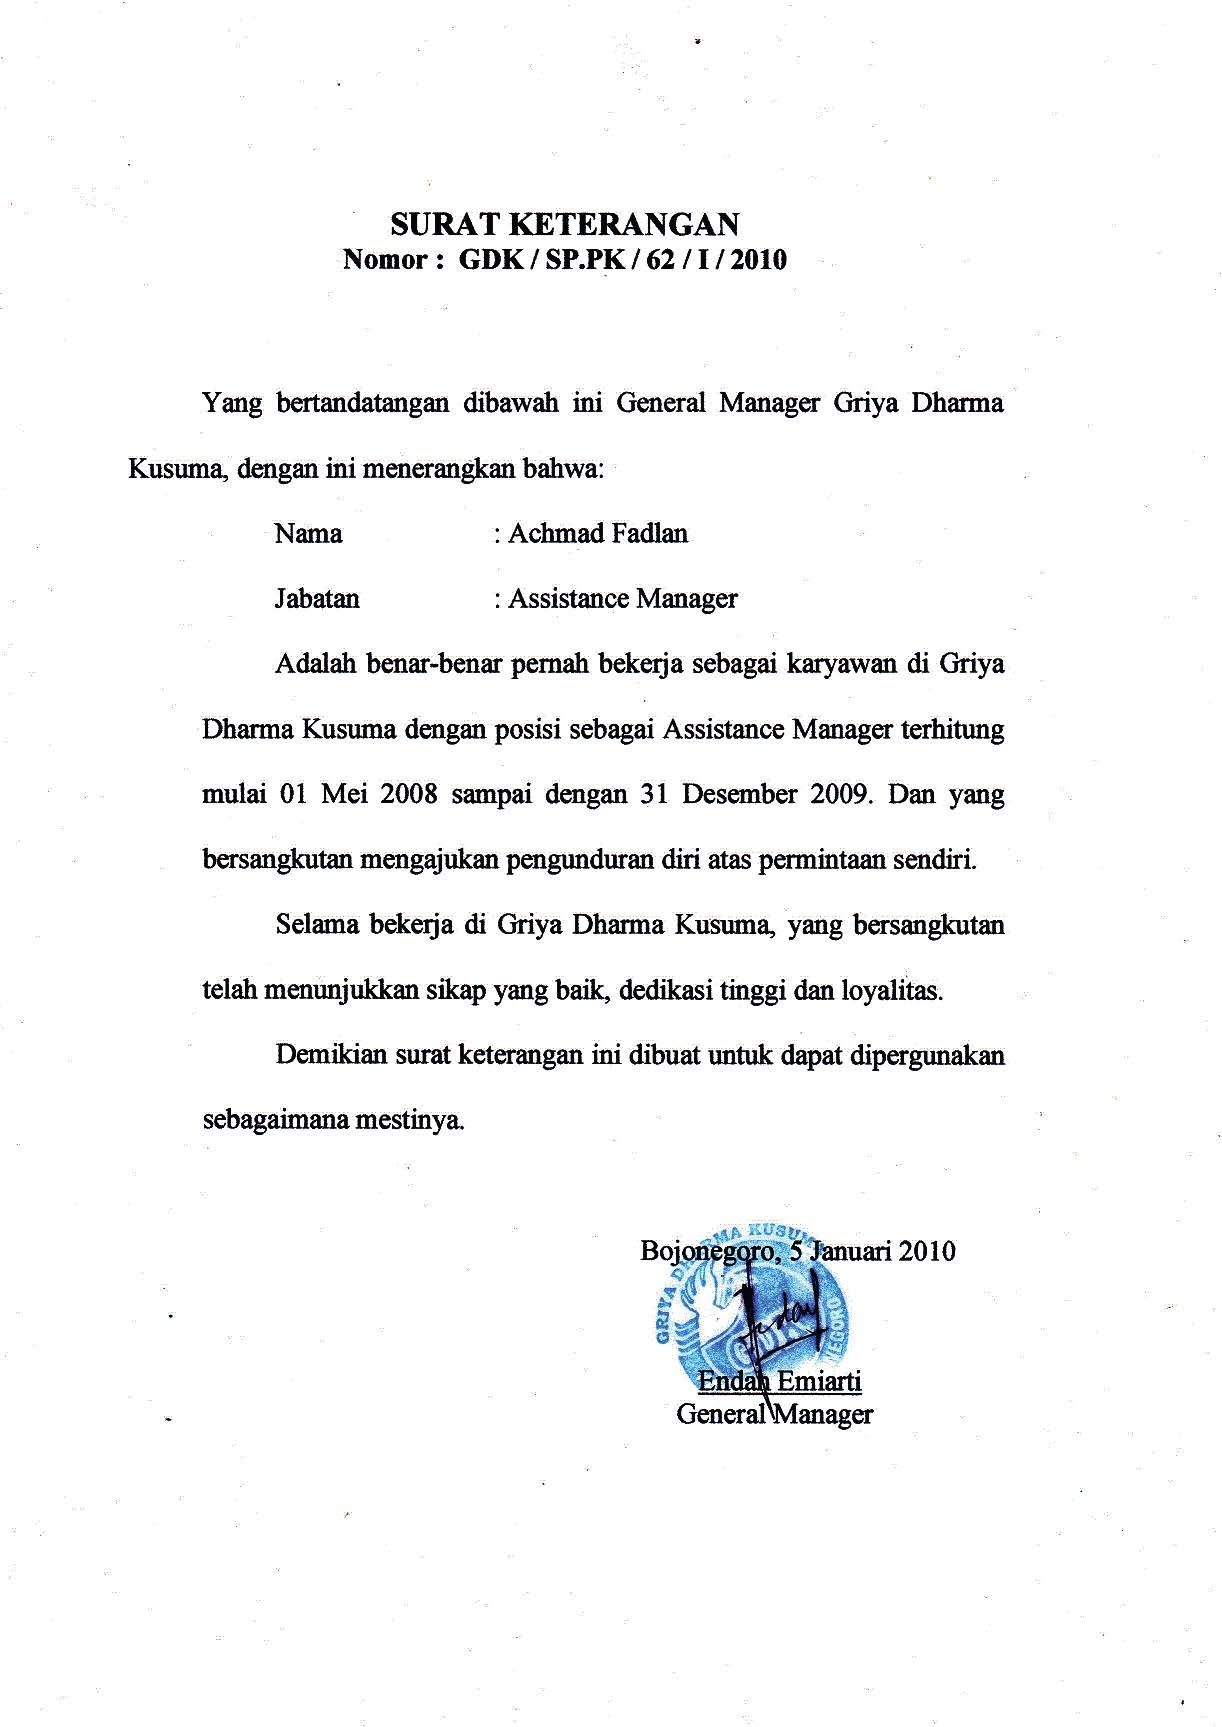 SURAT KETERANGAN
Nomor : GDK / SP.PK / 62 / I / 2010
Yang bertandatangan dibawah ini General Manager Griya Dharma
Kusuma, dengan ini menerangkan bahwa:
Nama : Achmad Fadlan
Jabatan : Assistance Manager
Adalah benar-benar pernah bekerja sebagai karyawan di Griya
Dharma Kusuma dengan posisi sebagai Assistance Manager terhitung
mulai 01 Mei 2008 sampai dengan 31 Desember 2009. Dan yang
bersangkutan mengajukan pengunduran diri atas permintaan sendiri.
Selama bekerja di Griya Dharma Kusuma, yang bersangkutan
telah menunjukkan sikap yang baik, dedikasi tinggi dan loyalitas.
Demikian surat keterangan ini dibuat untuk dapat dipergunakan
sebagaimana mestinya.
Bojonegoro, 5 Januari 2010
GRIYA DHARMA KUSUMA
Endah Emiarti
General Manager